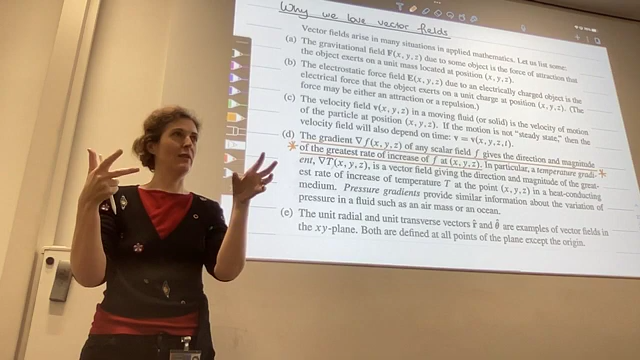 Why we love vector fields
Vector fields arise in many situations in applied mathematics. Let us list some:
(a) The gravitational field F(x, y, z) due to some object is the force of attraction that
the object exerts on a unit mass located at position (x, y, z).
(b) The electrostatic force field E(x, y, z) due to an electrically charged object is the
electrical force that the object exerts on a unit charge at position (x, y, z). (The
force may be either an attraction or a repulsion.)
(c) The velocity field v(x, y, z) in a moving fluid (or solid) is the velocity of motion
of the particle at position (x, y, z). If the motion is not "steady state," then the
velocity field will also depend on time: v = v(x, y, z, t).
(d) The gradient ∇f(x, y, z) of any scalar field f gives the direction and magnitude
* of the greatest rate of increase of f at (x, y, z). In particular, a temperature gradi- *
ent, ∇T(x, y, z), is a vector field giving the direction and magnitude of the great-
est rate of increase of temperature T at the point (x, y, z) in a heat-conducting
medium. Pressure gradients provide similar information about the variation of
pressure in a fluid such as an air mass or an ocean.
(e) The unit radial and unit transverse vectors r̂ and θ̂ are examples of vector fields in
the xy-plane. Both are defined at all points of the plane except the origin.